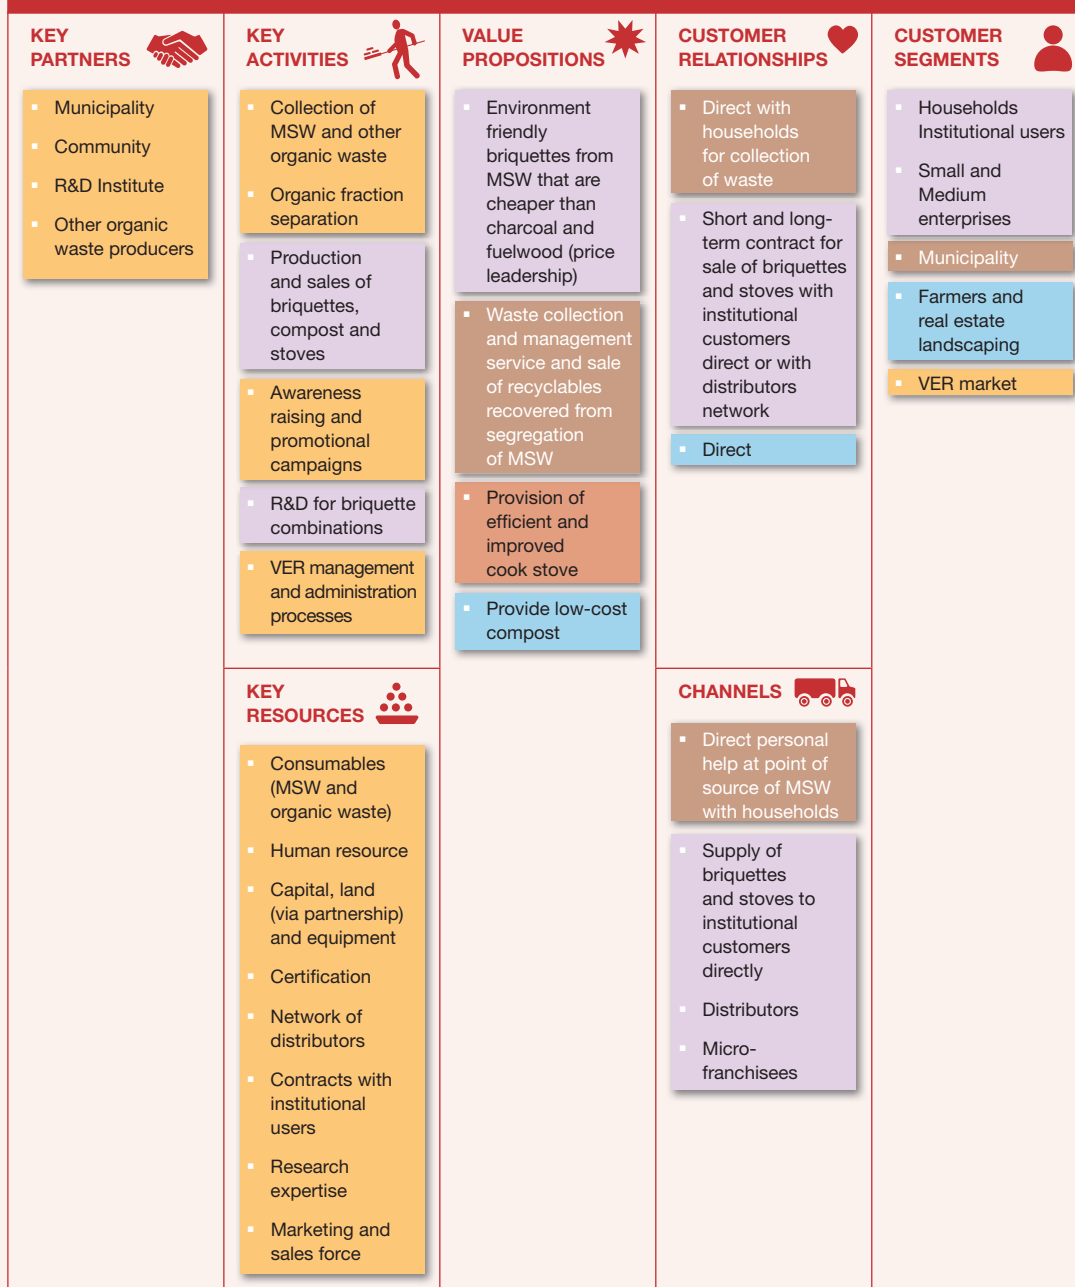 KEY
PARTNERS
Municipality
Community
R&D Institute
Other organic
waste producers
KEY
ACTIVITIES
Collection of
MSW and other
organic waste
Organic fraction
separation
Production
and sales of
briquettes,
compost and
stoves
Awareness
raising and
promotional
campaigns
R&D for briquette
combinations
VER management
and administration
processes
KEY
RESOURCES
Consumables
(MSW and
organic waste)
Human resource
Capital, land
(via partnership)
and equipment
Certification
Network of
distributors
Contracts with
institutional
users
Research
expertise
Marketing and
sales force
VALUE
PROPOSITIONS
Environment
friendly
briquettes from
MSW that are
cheaper than
charcoal and
fuelwood (price
leadership)
Waste collection
and management
service and sale
of recyclables
recovered from
segregation
of MSW
Provision of
efficient and
improved
cook stove
Provide low-cost
compost
CUSTOMER
RELATIONSHIPS
Direct with
households
for collection
of waste
Short and long-
term contract for
sale of briquettes
and stoves with
institutional
customers
direct or with
distributors
network
Direct
CHANNELS
Direct personal
help at point of
source of MSW
with households
Supply of
briquettes
and stoves to
institutional
customers
directly
Distributors
Micro-
franchisees
CUSTOMER
SEGMENTS
Households
Institutional users
Small and
Medium
enterprises
Municipality
Farmers and
real estate
landscaping
VER market